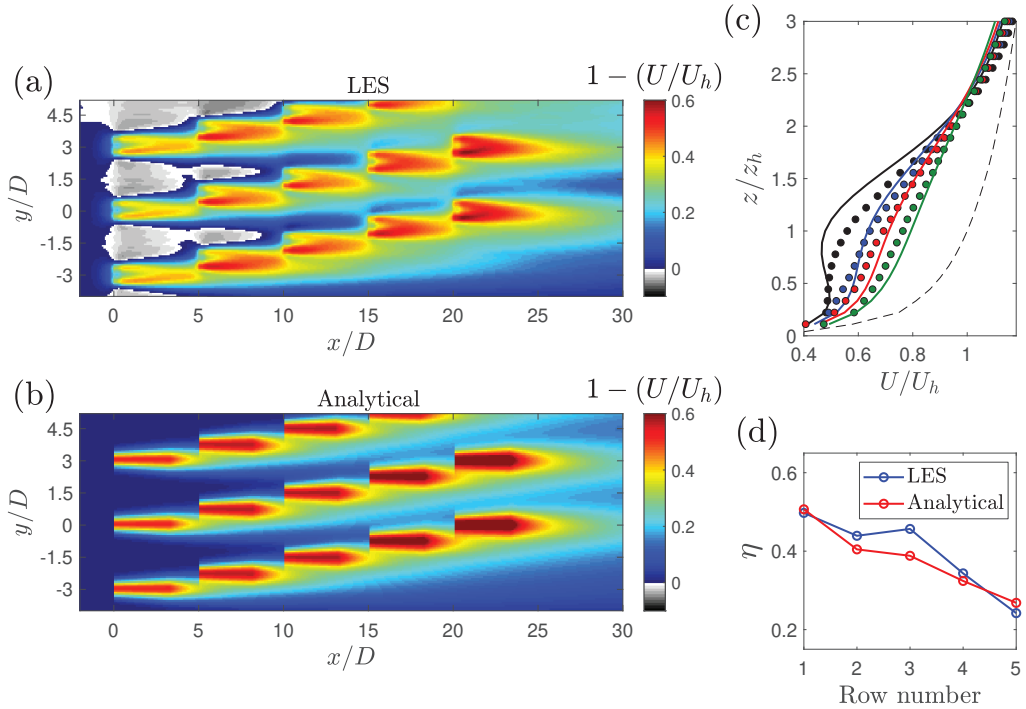 (a)
LES
1 − (U/U_h)
4.5
3
1.5
0
-1.5
-3
y/D
0 5 10 15 20 25 30
x/D
0.6
0.4
0.2
0
(b)
Analytical
1 − (U/U_h)
4.5
3
1.5
0
-1.5
-3
y/D
0 5 10 15 20 25 30
x/D
0.6
0.4
0.2
0
(c)
3
2.5
2
1.5
1
0.5
0
z/z_h
0.4 0.6 0.8 1
U/U_h
(d)
0.6
0.4
0.2
η
LES
Analytical
1 2 3 4 5
Row number